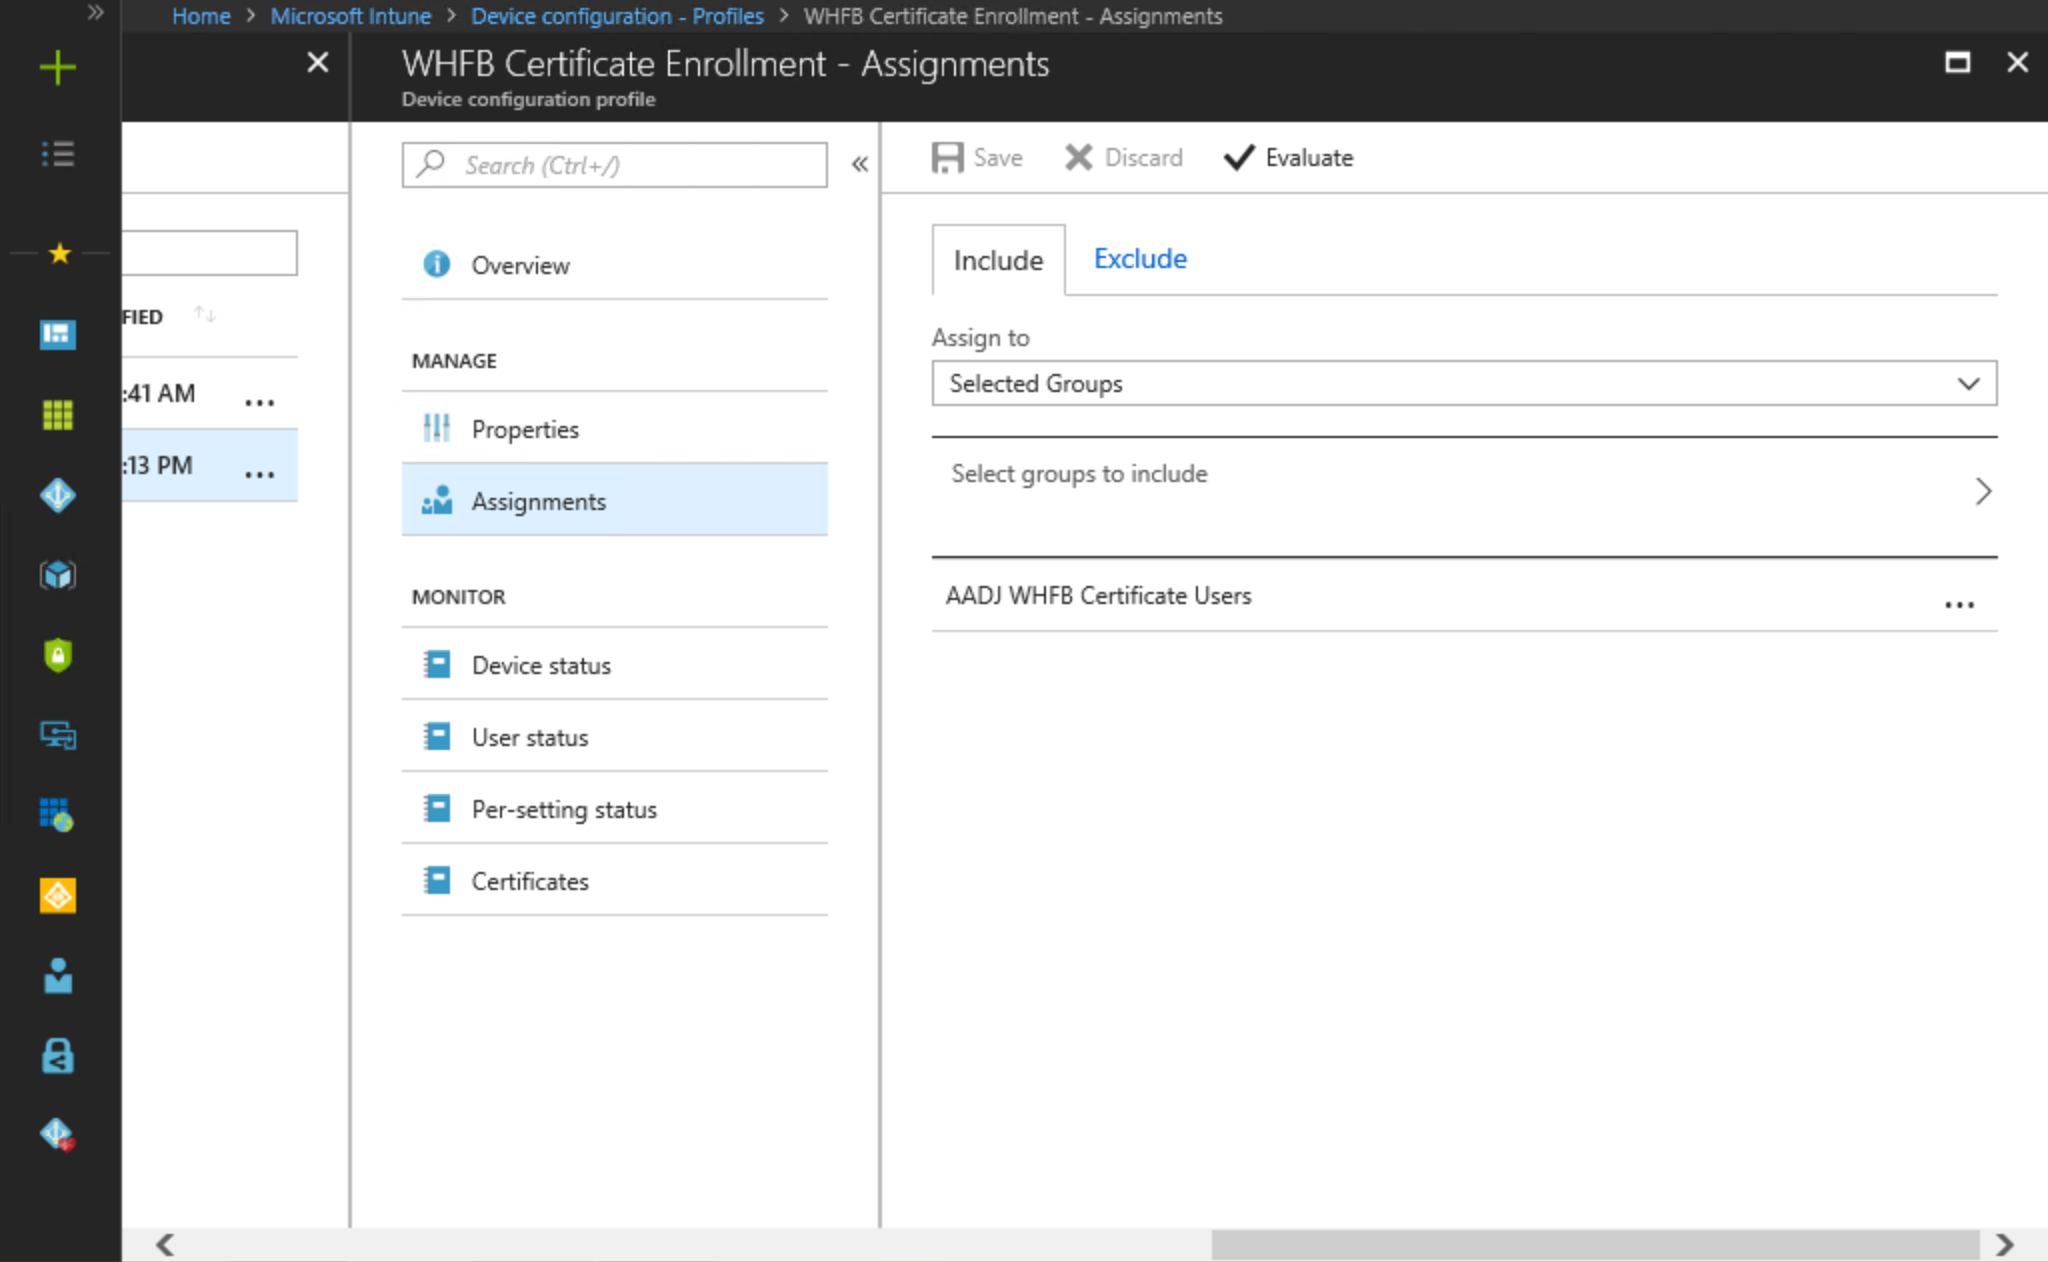 Home > Microsoft Intune > Device configuration - Profiles > WHFB Certificate Enrollment - Assignments
WHFB Certificate Enrollment - Assignments
Device configuration profile
FIED
:41 AM ...
:13 PM ...
Search (Ctrl+/)
Overview
MANAGE
Properties
Assignments
MONITOR
Device status
User status
Per-setting status
Certificates
Save Discard Evaluate
Include Exclude
Assign to
Selected Groups
Select groups to include
AADJ WHFB Certificate Users ...